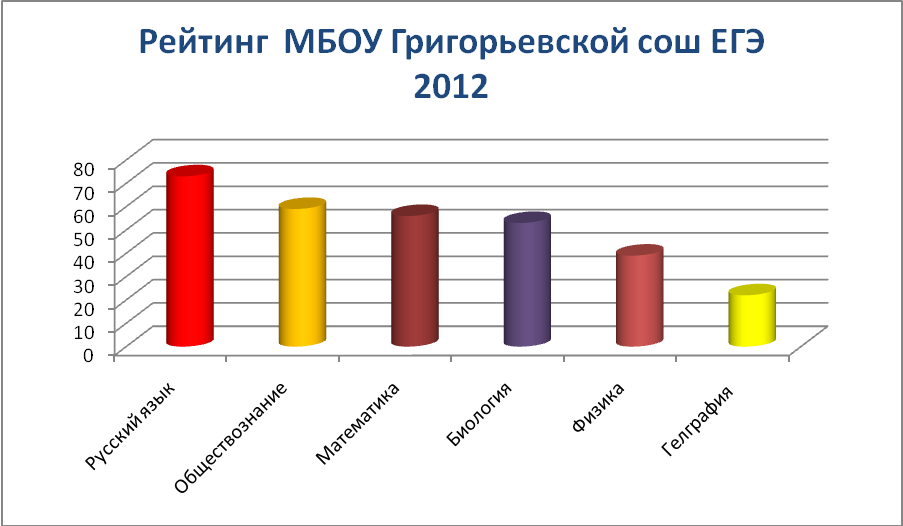 Рейтинг  МБОУ Григорьевской сош ЕГЭ
2012
80
70
60
50
40
30
20
10
0
Русский язык
Обществознание
Математика
Биология
Физика
Гелграфия